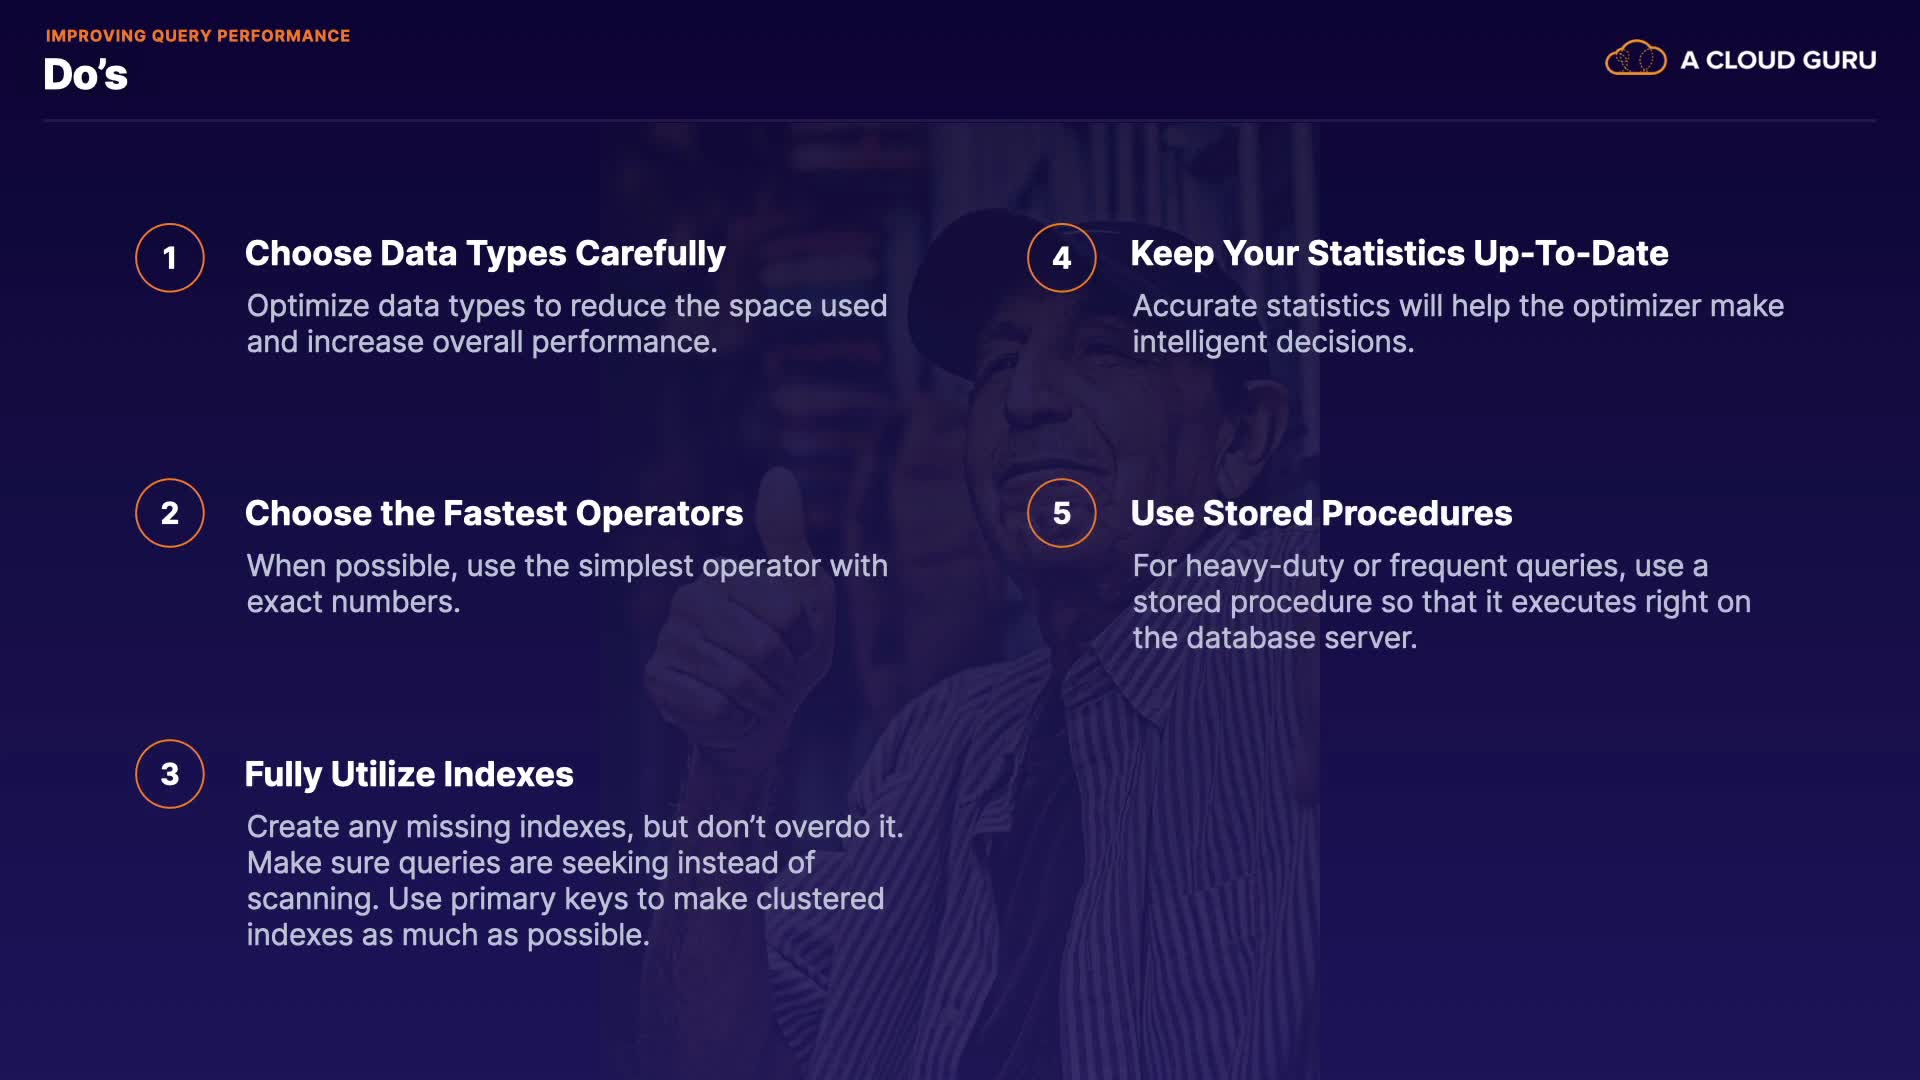 IMPROVING QUERY PERFORMANCE
Do’s
A CLOUD GURU
1
Choose Data Types Carefully
Optimize data types to reduce the space used
and increase overall performance.
2
Choose the Fastest Operators
When possible, use the simplest operator with
exact numbers.
3
Fully Utilize Indexes
Create any missing indexes, but don’t overdo it.
Make sure queries are seeking instead of
scanning. Use primary keys to make clustered
indexes as much as possible.
4
Keep Your Statistics Up-To-Date
Accurate statistics will help the optimizer make
intelligent decisions.
5
Use Stored Procedures
For heavy-duty or frequent queries, use a
stored procedure so that it executes right on
the database server.